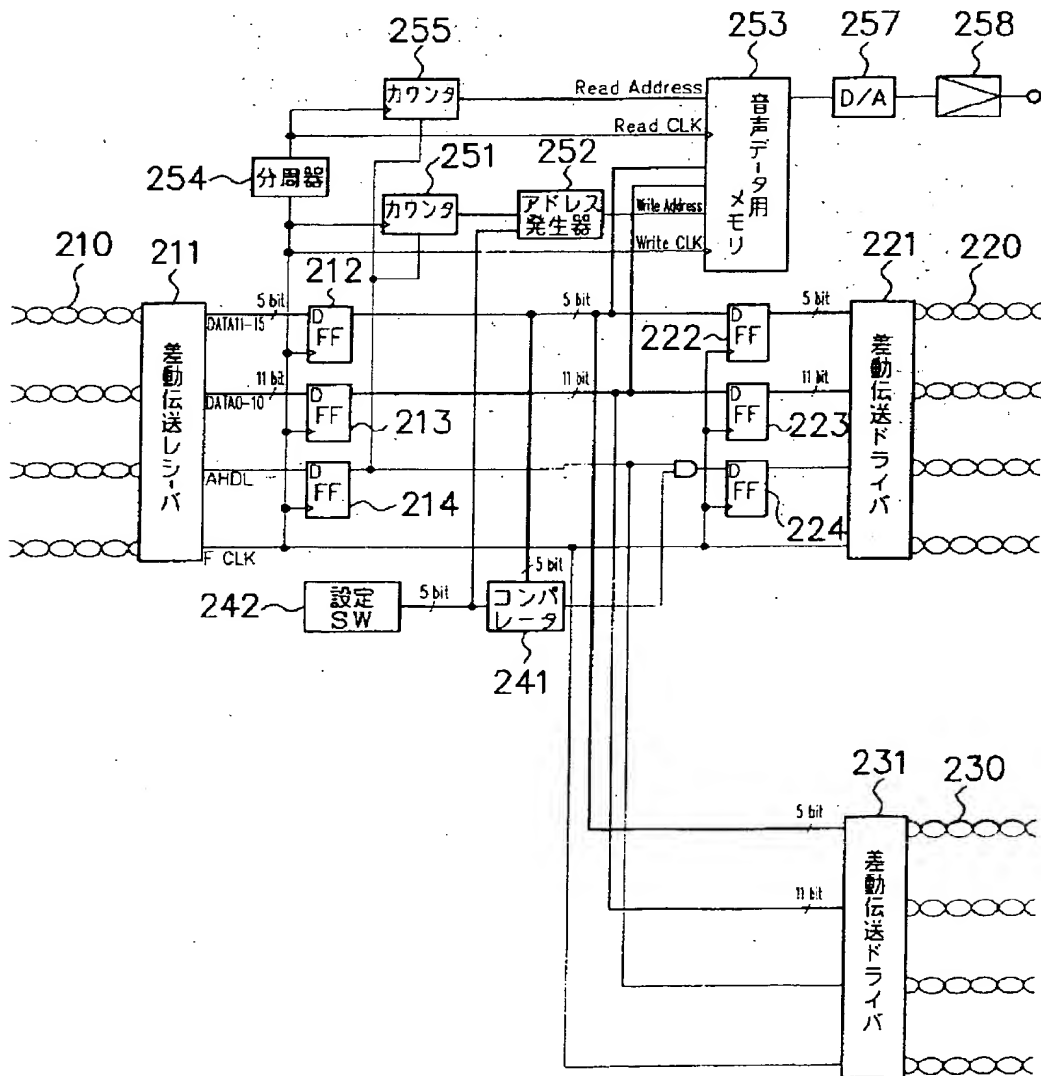 255
253
257
258
カウンタ
Read Address
音声データ用メモリ
D/A
Read CLK
254
分周器
251
252
カウンタ
アドレス発生器
Write Address
Write CLK
210
211
212
221
220
差動伝送レシーバ
DATA11-15
5 bit
D
FF
5 bit
222
D
FF
5 bit
差動伝送ドライバ
DATA0-10
11 bit
D
FF
213
11 bit
D
FF
223
11 bit
AHDL
D
FF
214
D
FF
224
F CLK
242
設定SW
5 bit
5 bit
コンパレータ
241
231
230
5 bit
差動伝送ドライバ
11 bit